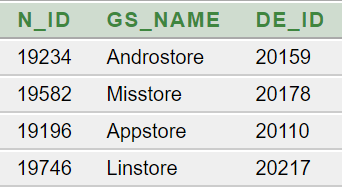 N_ID GS_NAME DE_ID
19234 Androstore 20159
19582 Misstore 20178
19196 Appstore 20110
19746 Linstore 20217